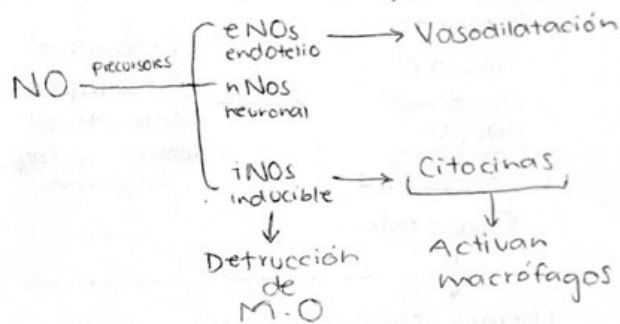 NO precursores
eNOs → Vasodilatación
endotelio
nNos
neuronal
iNOs → Citocinas
inducible
Detrucción
de
M.O
Activan
macrófagos